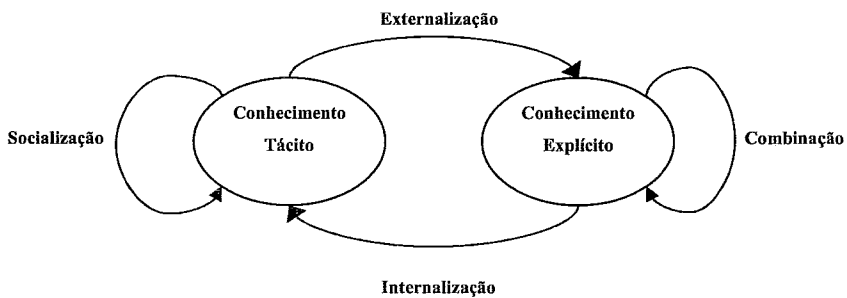 Externalização
Conhecimento
Tácito
Conhecimento
Explícito
Socialização
Combinação
Internalização